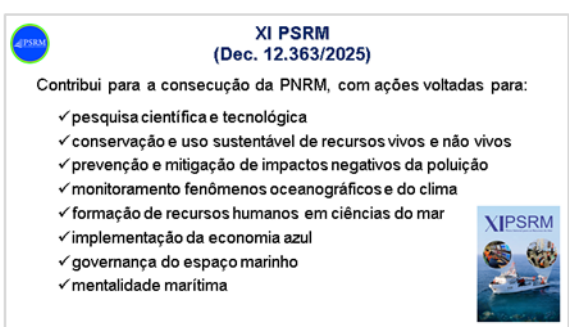 PSRM
XI PSRM
(Dec. 12.363/2025)
Contribui para a consecução da PNRM, com ações voltadas para:
✓pesquisa científica e tecnológica
✓conservação e uso sustentável de recursos vivos e não vivos
✓prevenção e mitigação de impactos negativos da poluição
✓monitoramento fenômenos oceanográficos e do clima
✓formação de recursos humanos em ciências do mar
✓implementação da economia azul
✓governança do espaço marinho
✓mentalidade marítima
XIPSRM